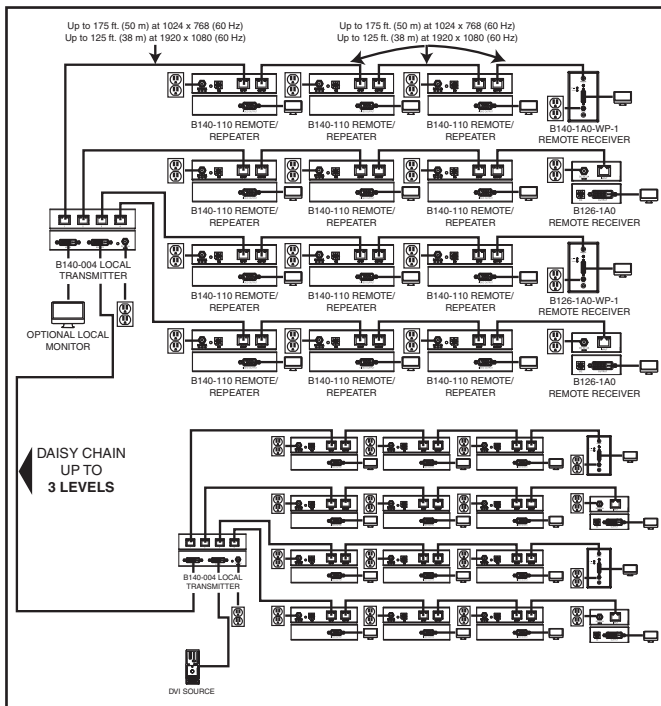 Up to 175 ft. (50 m) at 1024 x 768 (60 Hz)
Up to 125 ft. (38 m) at 1920 x 1080 (60 Hz)
Up to 175 ft. (50 m) at 1024 x 768 (60 Hz)
Up to 125 ft. (38 m) at 1920 x 1080 (60 Hz)
B140-110 REMOTE/
REPEATER
B140-110 REMOTE/
REPEATER
B140-110 REMOTE/
REPEATER
B140-1A0-WP-1
REMOTE RECEIVER
B140-110 REMOTE/
REPEATER
B140-110 REMOTE/
REPEATER
B140-110 REMOTE/
REPEATER
B126-1A0
REMOTE RECEIVER
B140-004 LOCAL
TRANSMITTER
B140-110 REMOTE/
REPEATER
B140-110 REMOTE/
REPEATER
B140-110 REMOTE/
REPEATER
B126-1A0-WP-1
REMOTE RECEIVER
OPTIONAL LOCAL
MONITOR
B140-110 REMOTE/
REPEATER
B140-110 REMOTE/
REPEATER
B140-110 REMOTE/
REPEATER
B126-1A0
REMOTE RECEIVER
DAISY CHAIN
UP TO
3 LEVELS
B140-004 LOCAL
TRANSMITTER
DVI SOURCE